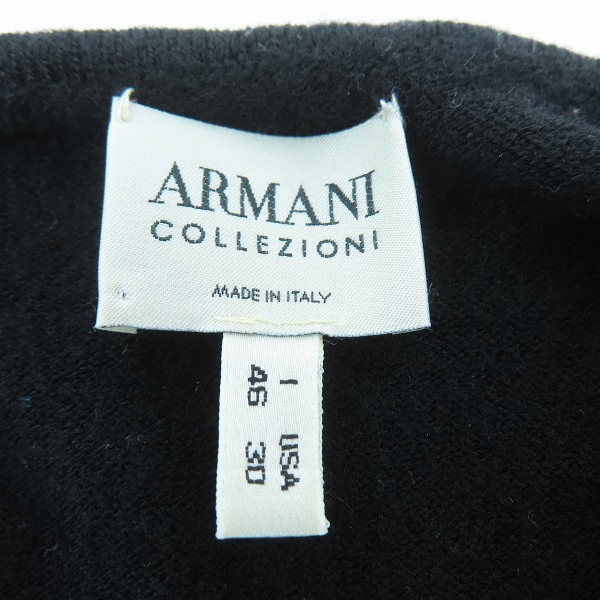 ARMANI
COLLEZIONI
MADE IN ITALY
I USA
46 30